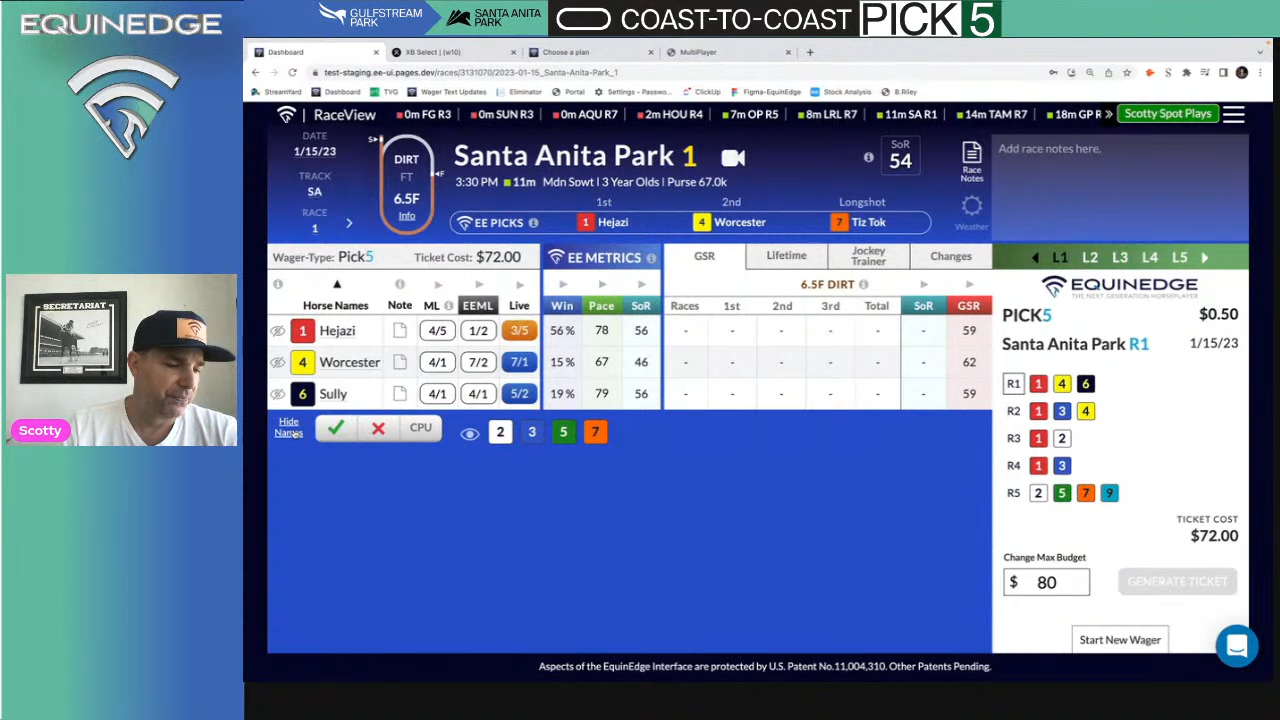 EQUINEDGE
GULFSTREAM PARK
SANTA ANITA PARK
COAST-TO-COAST PICK 5
Dashboard
XB Select | (w10)
Choose a plan
MultiPlayer
test-staging.ee-ui.pages.dev/races/3131070/2023-01-15_Santa-Anita-Park_1
StreamYard Dashboard TVG Wager Text Updates Eliminator Portal Settings - Passwo... ClickUp Figma-EquinEdge Stock Analysis B.Riley
RaceView 0m FG R3 0m SUN R3 0m AQU R7 2m HOU R4 7m OP R5 8m LRL R7 11m SA R1 14m TAM R7 18m GP R » Scotty Spot Plays
DATE
1/15/23
TRACK
SA
RACE
1
S
DIRT
FT
6.5F
Info
F
Santa Anita Park 1
3:30 PM 11m Mdn Spwt | 3 Year Olds | Purse 67.0k
SoR
54
1st 2nd Longshot
EE PICKS 1 Hejazi 4 Worcester 7 Tiz Tok
Race Notes
Weather
Add race notes here.
Wager-Type: Pick5 Ticket Cost: $72.00
EE METRICS
GSR Lifetime Jockey Trainer Changes
6.5F DIRT
Horse Names Note ML EEML Live Win Pace SoR Races 1st 2nd 3rd Total SoR GSR
1 Hejazi 4/5 1/2 3/5 56 % 78 56 - - - - - - 59
4 Worcester 4/1 7/2 7/1 15 % 67 46 - - - - - - 62
6 Sully 4/1 4/1 5/2 19 % 79 56 - - - - - - 59
Hide Names CPU 2 3 5 7
L1 L2 L3 L4 L5
EQUINEDGE
THE NEXT GENERATION HORSEPLAYER
PICK5 $0.50
Santa Anita Park R1 1/15/23
R1 1 4 6
R2 1 3 4
R3 1 2
R4 1 3
R5 2 5 7 9
TICKET COST
$72.00
Change Max Budget
$ 80
GENERATE TICKET
Start New Wager
Aspects of the EquinEdge Interface are protected by U.S. Patent No.11,004,310. Other Patents Pending.
SECRETARIAT
Scotty